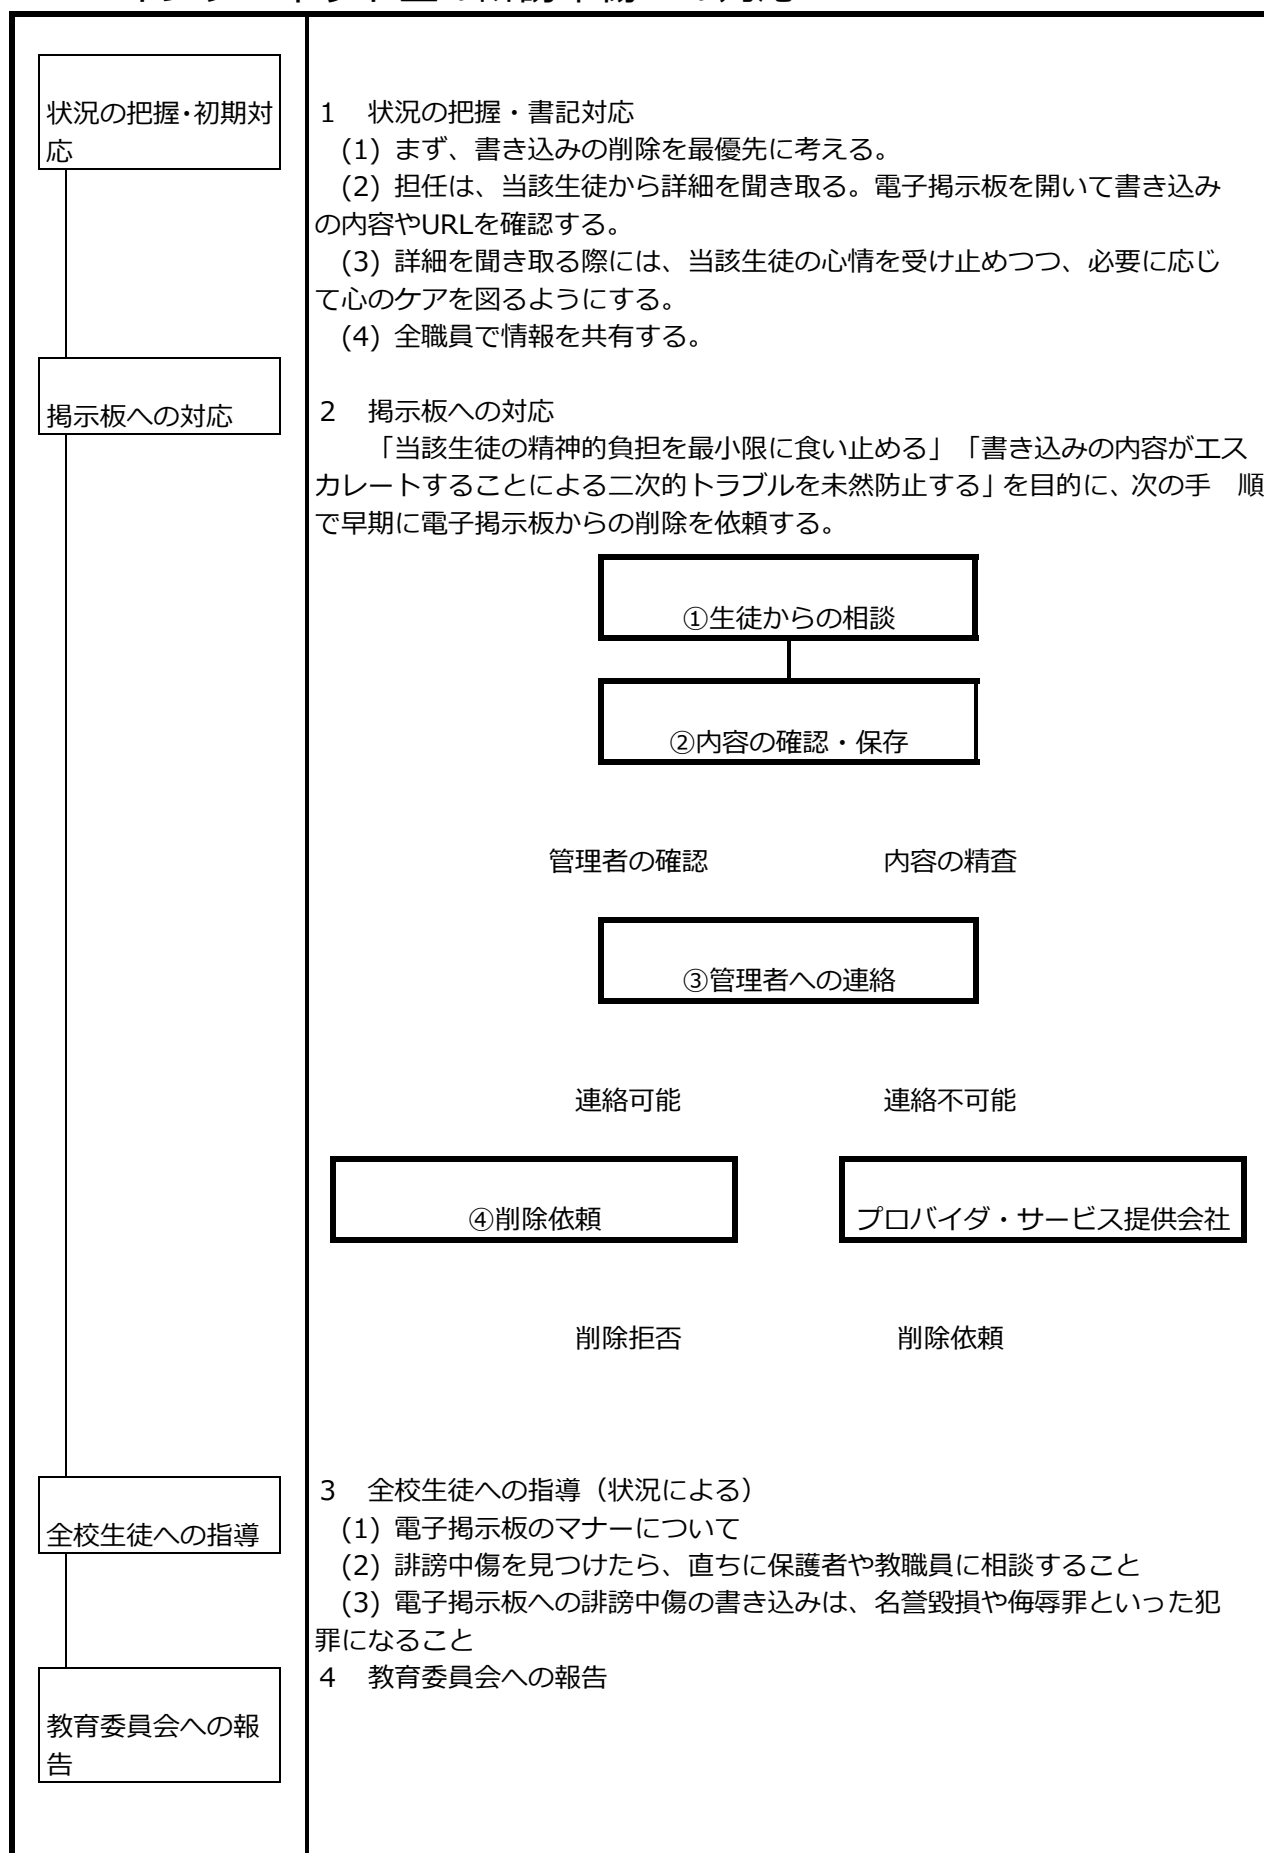 状況の把握・初期対
応
1　状況の把握・書記対応
(1) まず、書き込みの削除を最優先に考える。
(2) 担任は、当該生徒から詳細を聞き取る。電子掲示板を開いて書き込み
の内容やURLを確認する。
(3) 詳細を聞き取る際には、当該生徒の心情を受け止めつつ、必要に応じ
て心のケアを図るようにする。
(4) 全職員で情報を共有する。
掲示板への対応
2　掲示板への対応
「当該生徒の精神的負担を最小限に食い止める」「書き込みの内容がエス
カレートすることによる二次的トラブルを未然防止する」を目的に、次の手　順
で早期に電子掲示板からの削除を依頼する。
①生徒からの相談
②内容の確認・保存
管理者の確認　内容の精査
③管理者への連絡
連絡可能　連絡不可能
④削除依頼　プロバイダ・サービス提供会社
削除拒否　削除依頼
全校生徒への指導
3　全校生徒への指導（状況による）
(1) 電子掲示板のマナーについて
(2) 誹謗中傷を見つけたら、直ちに保護者や教職員に相談すること
(3) 電子掲示板への誹謗中傷の書き込みは、名誉毀損や侮辱罪といった犯
罪になること
4　教育委員会への報告
教育委員会への報
告